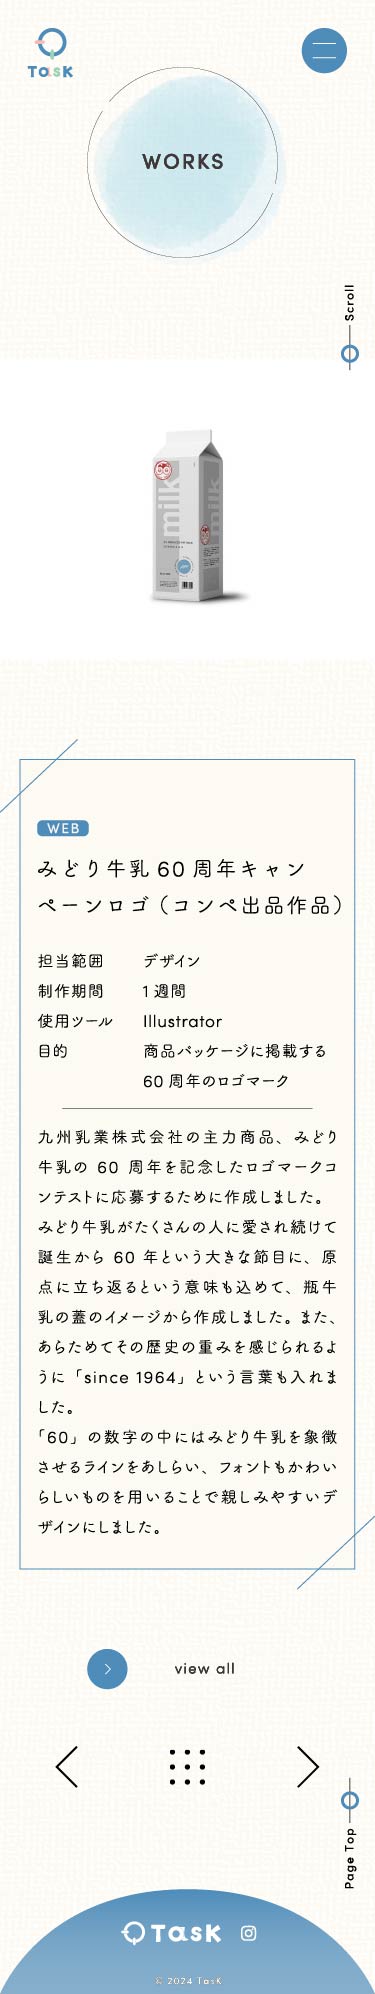 TasK
WORKS
Scroll
milk
milk
WEB
みどり牛乳 60 周年キャン
ペーンロゴ（コンペ出品作品）
担当範囲 デザイン
制作期間 1 週間
使用ツール Illustrator
目的 商品パッケージに掲載する
60 周年のロゴマーク
九州乳業株式会社の主力商品、みどり
牛乳の 60 周年を記念したロゴマークコ
ンテストに応募するために作成しました。
みどり牛乳がたくさんの人に愛され続けて
誕生から 60 年という大きな節目に、原
点に立ち返るという意味も込めて、瓶牛
乳の蓋のイメージから作成しました。また、
あらためてその歴史の重みを感じられるよ
うに「since 1964」という言葉も入れま
した。
「60」の数字の中にはみどり牛乳を象徴
させるラインをあしらい、フォントもかわい
らしいものを用いることで親しみやすいデ
ザインにしました。
view all
Page Top
TasK
© 2024 TasK